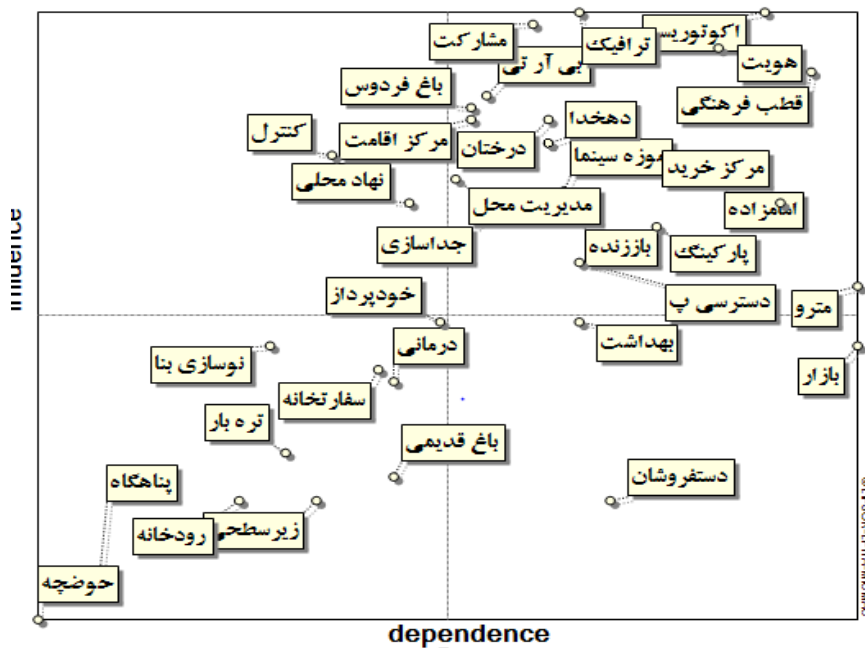 اکوتوریس
مشارکت
ترافیک
بی آر تی
هویت
باغ فردوس
قطب فرهنگی
کنترل
مرکز اقامت
درختان
دهخدا
موزه سینما
مرکز خرید
نهاد محلی
مدیریت محل
امامزاده
جداسازی
باززنده
پارکینگ
خودپرداز
دسترسی پ
مترو
درمانی
بهداشت
نوسازی بنا
بازار
سفارتخانه
تره بار
باغ قدیمی
دستفروشان
پناهگاه
رودخانه
زیرسطحی
حوضچه
dependence